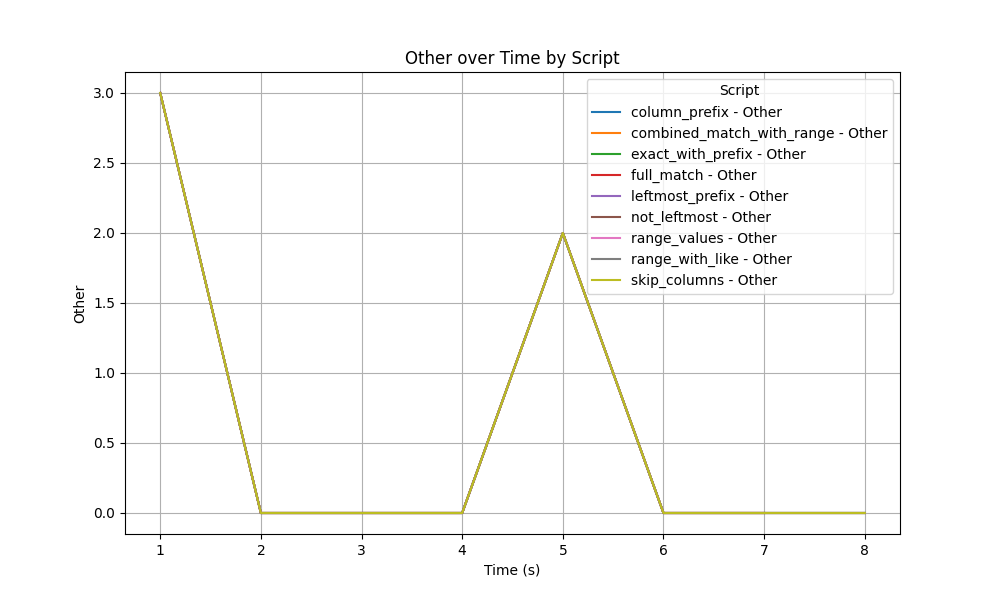 Other over Time by Script
Script
column_prefix - Other
combined_match_with_range - Other
exact_with_prefix - Other
full_match - Other
leftmost_prefix - Other
not_leftmost - Other
range_values - Other
range_with_like - Other
skip_columns - Other
3.0
2.5
2.0
1.5
1.0
0.5
0.0
Other
1 2 3 4 5 6 7 8
Time (s)